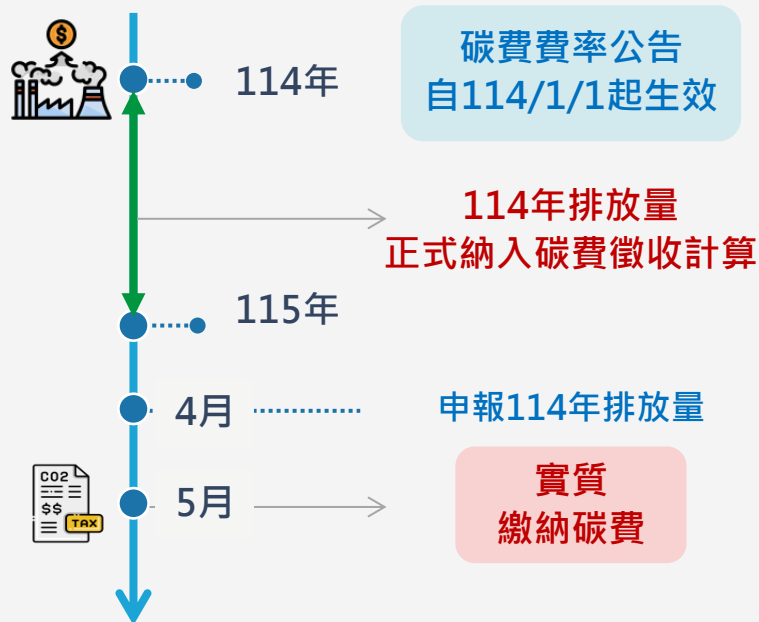 碳費費率公告
自114/1/1起生效
114年
114年排放量
正式納入碳費徵收計算
115年
4月
申報114年排放量
5月
實質
繳納碳費
CO2
$$
TAX
$